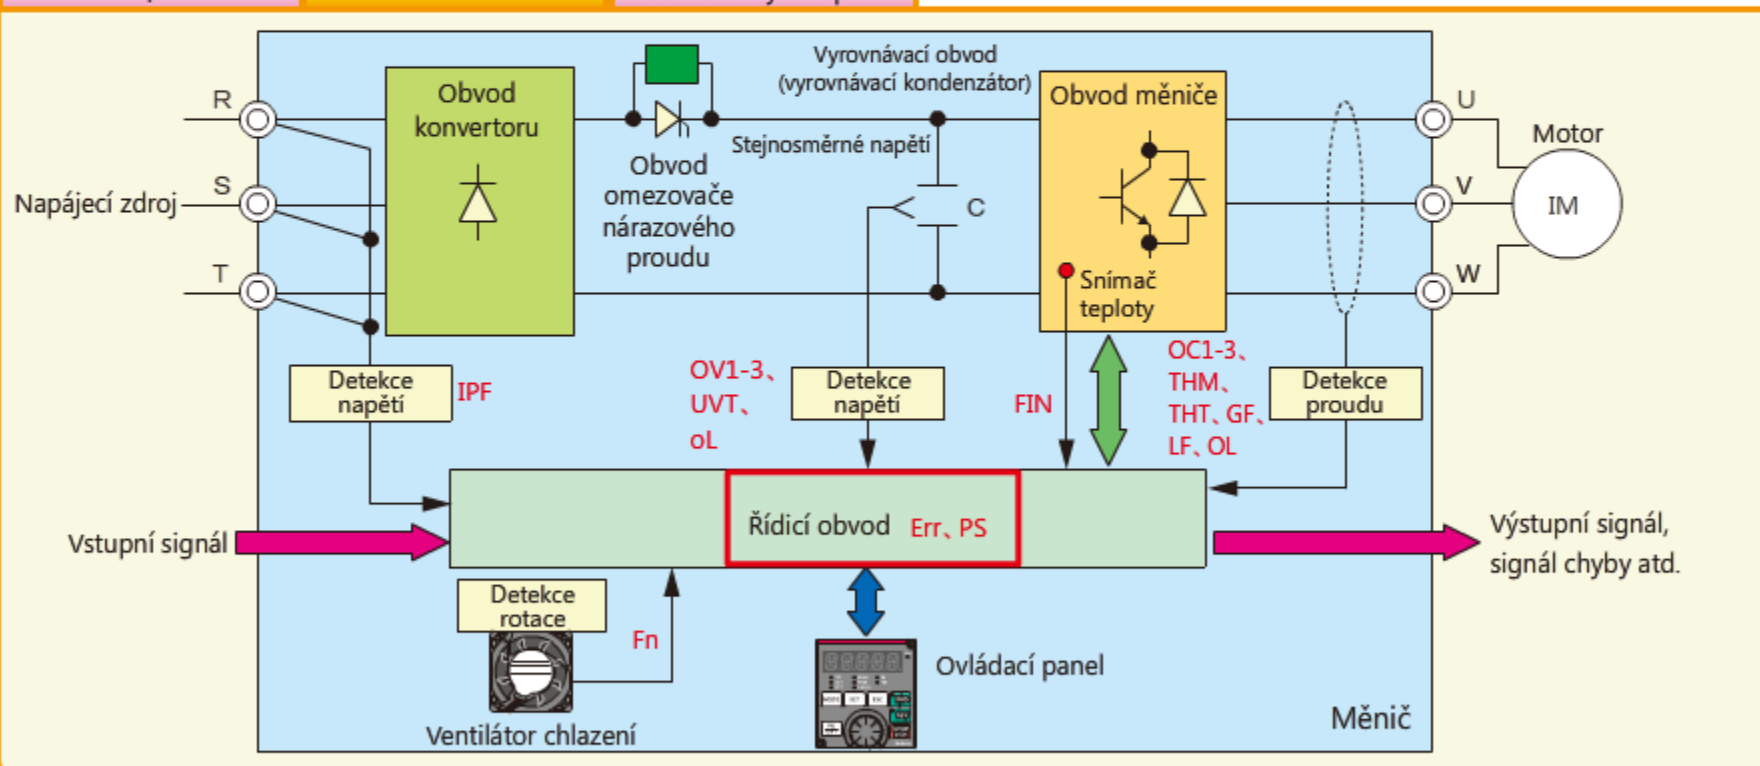 R
S
T
Napájecí zdroj
Obvod
konvertoru
Obvod
omezovače
nárazového
proudu
Vyrovnávací obvod
(vyrovnávací kondenzátor)
Stejnosměrné napětí
C
Obvod měniče
Snímač
teploty
U
V
W
Motor
IM
Detekce
napětí
IPF
OV1-3、
UVT、
oL
Detekce
napětí
FIN
OC1-3、
THM、
THT、GF、
LF、OL
Detekce
proudu
Vstupní signál
Řídicí obvod Err、PS
Výstupní signál,
signál chyby atd.
Detekce
rotace
Fn
Ventilátor chlazení
Ovládací panel
Měnič